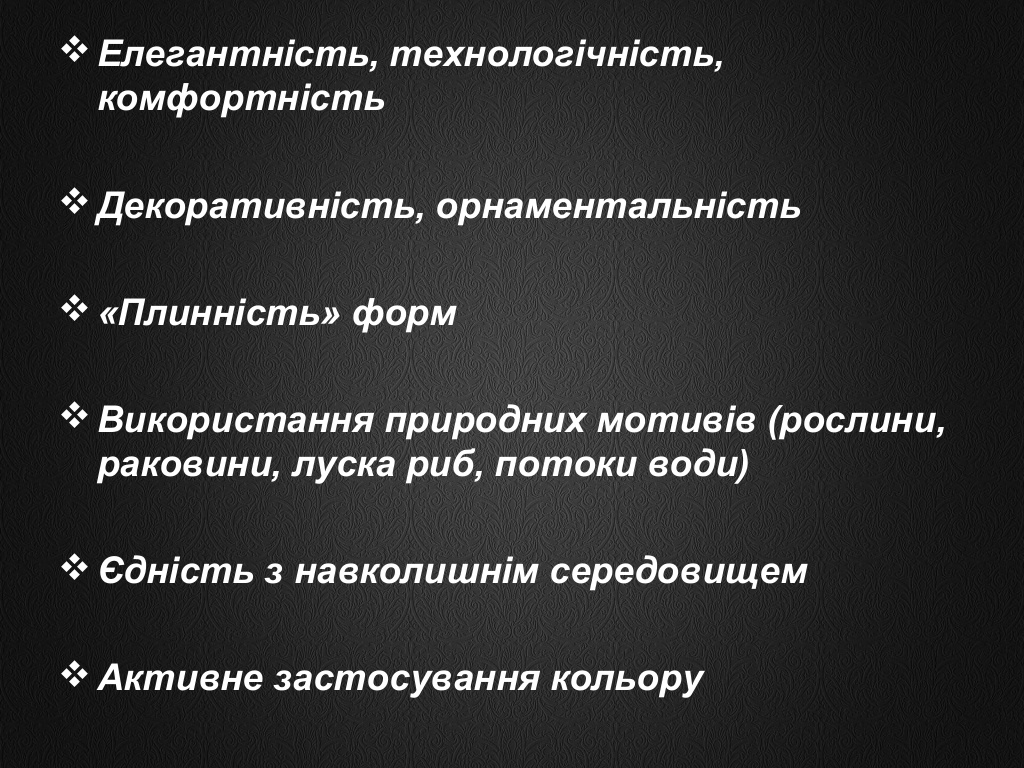 ❖ Елегантність, технологічність,
комфортність
❖ Декоративність, орнаментальність
❖ «Плинність» форм
❖ Використання природних мотивів (рослини,
раковини, луска риб, потоки води)
❖ Єдність з навколишнім середовищем
❖ Активне застосування кольору